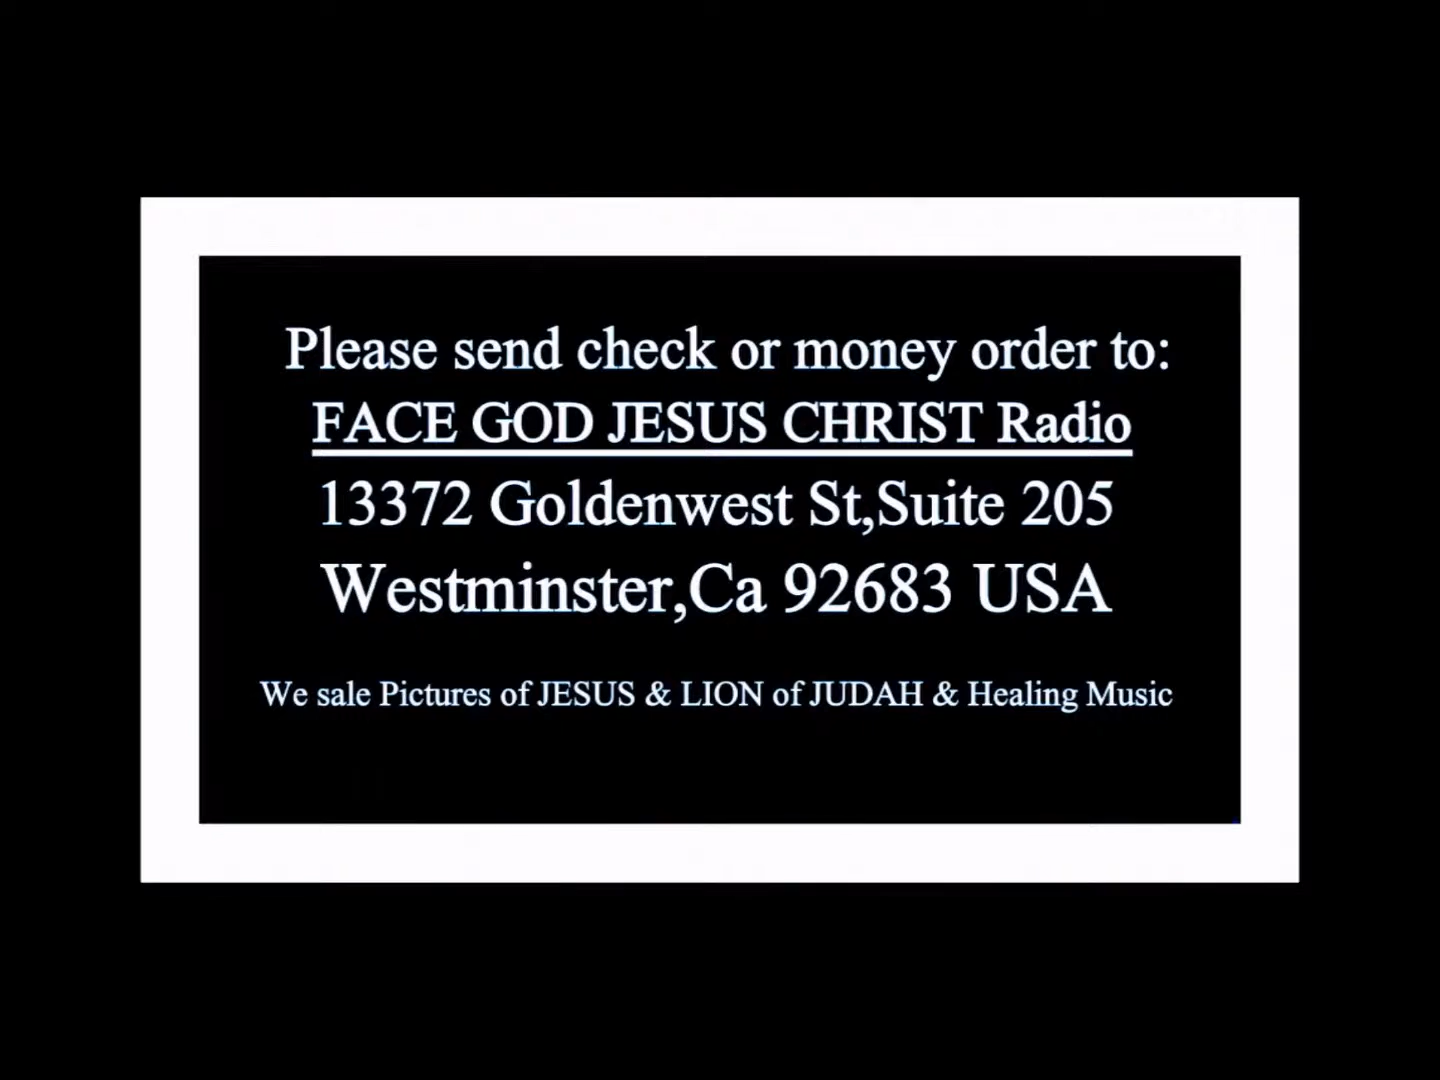 Please send check or money order to:
FACE GOD JESUS CHRIST Radio
13372 Goldenwest St,Suite 205
Westminster,Ca 92683 USA
We sale Pictures of JESUS & LION of JUDAH & Healing Music